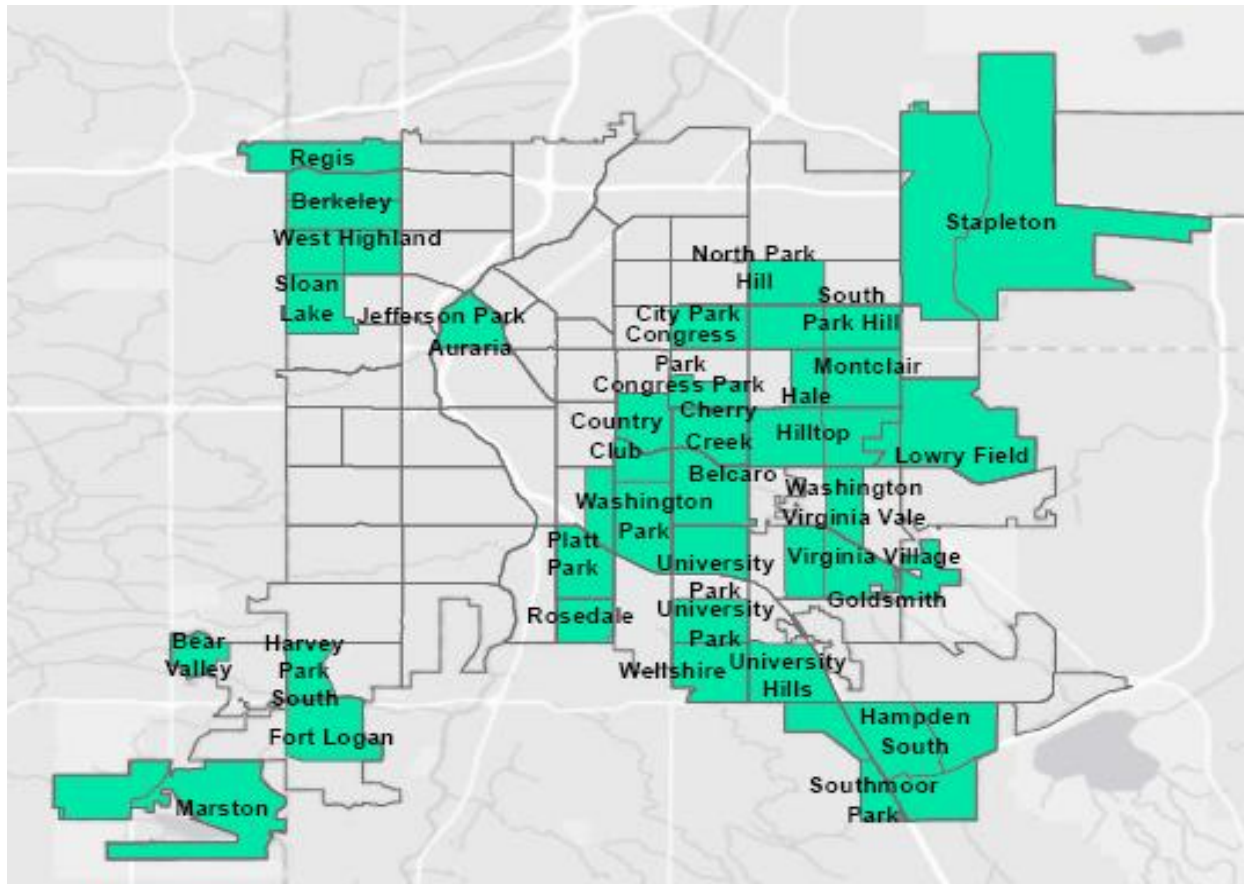 Regis
Berkeley
West Highland
Sloan
Lake
Jefferson Park
Auraria
Stapleton
North Park
Hill
South
Park Hill
City Park
Congress
Park
Montclair
Congress Park
Hale
Country
Club
Cherry
Creek
Hilltop
Lowry Field
Belcaro
Washington
Park
Washington
Virginia Vale
Platt
Park
University
Park
Virginia Village
Goldsmith
Rosedale
University
Park
Bear
Valley
Harvey
Park
South
Wellshire
University
Hills
Fort Logan
Hampden
South
Marston
Southmoor
Park